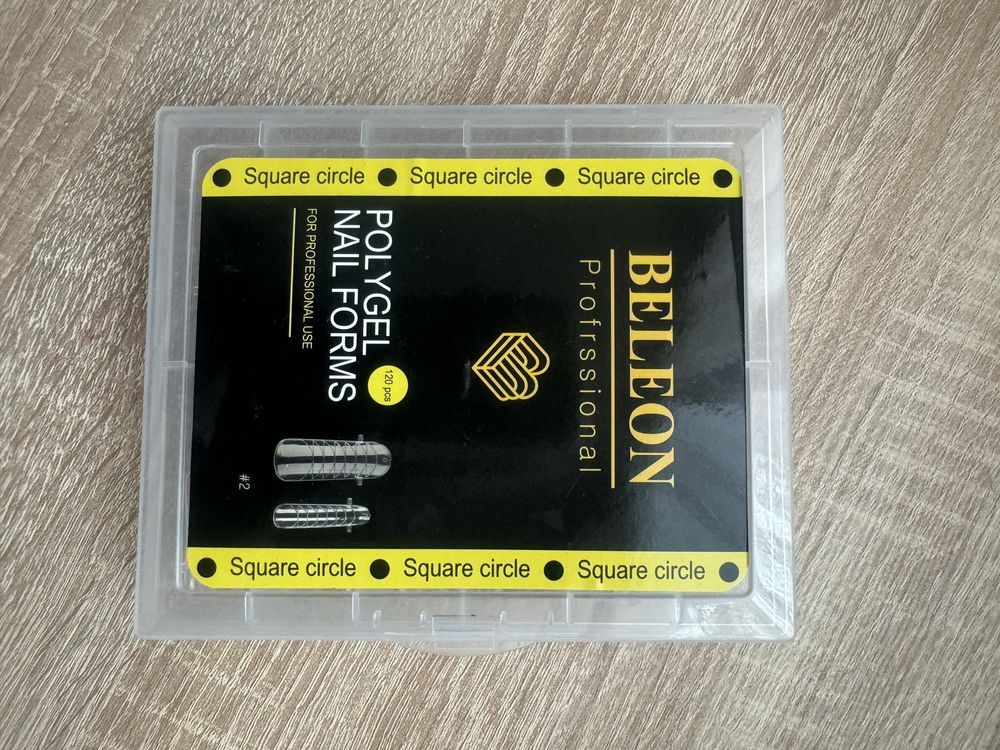 Square circle Square circle Square circle
BELEON
Profrssional
POLYGEL
NAIL FORMS
120 pcs
FOR PROFESSIONAL USE
#2
Square circle Square circle Square circle